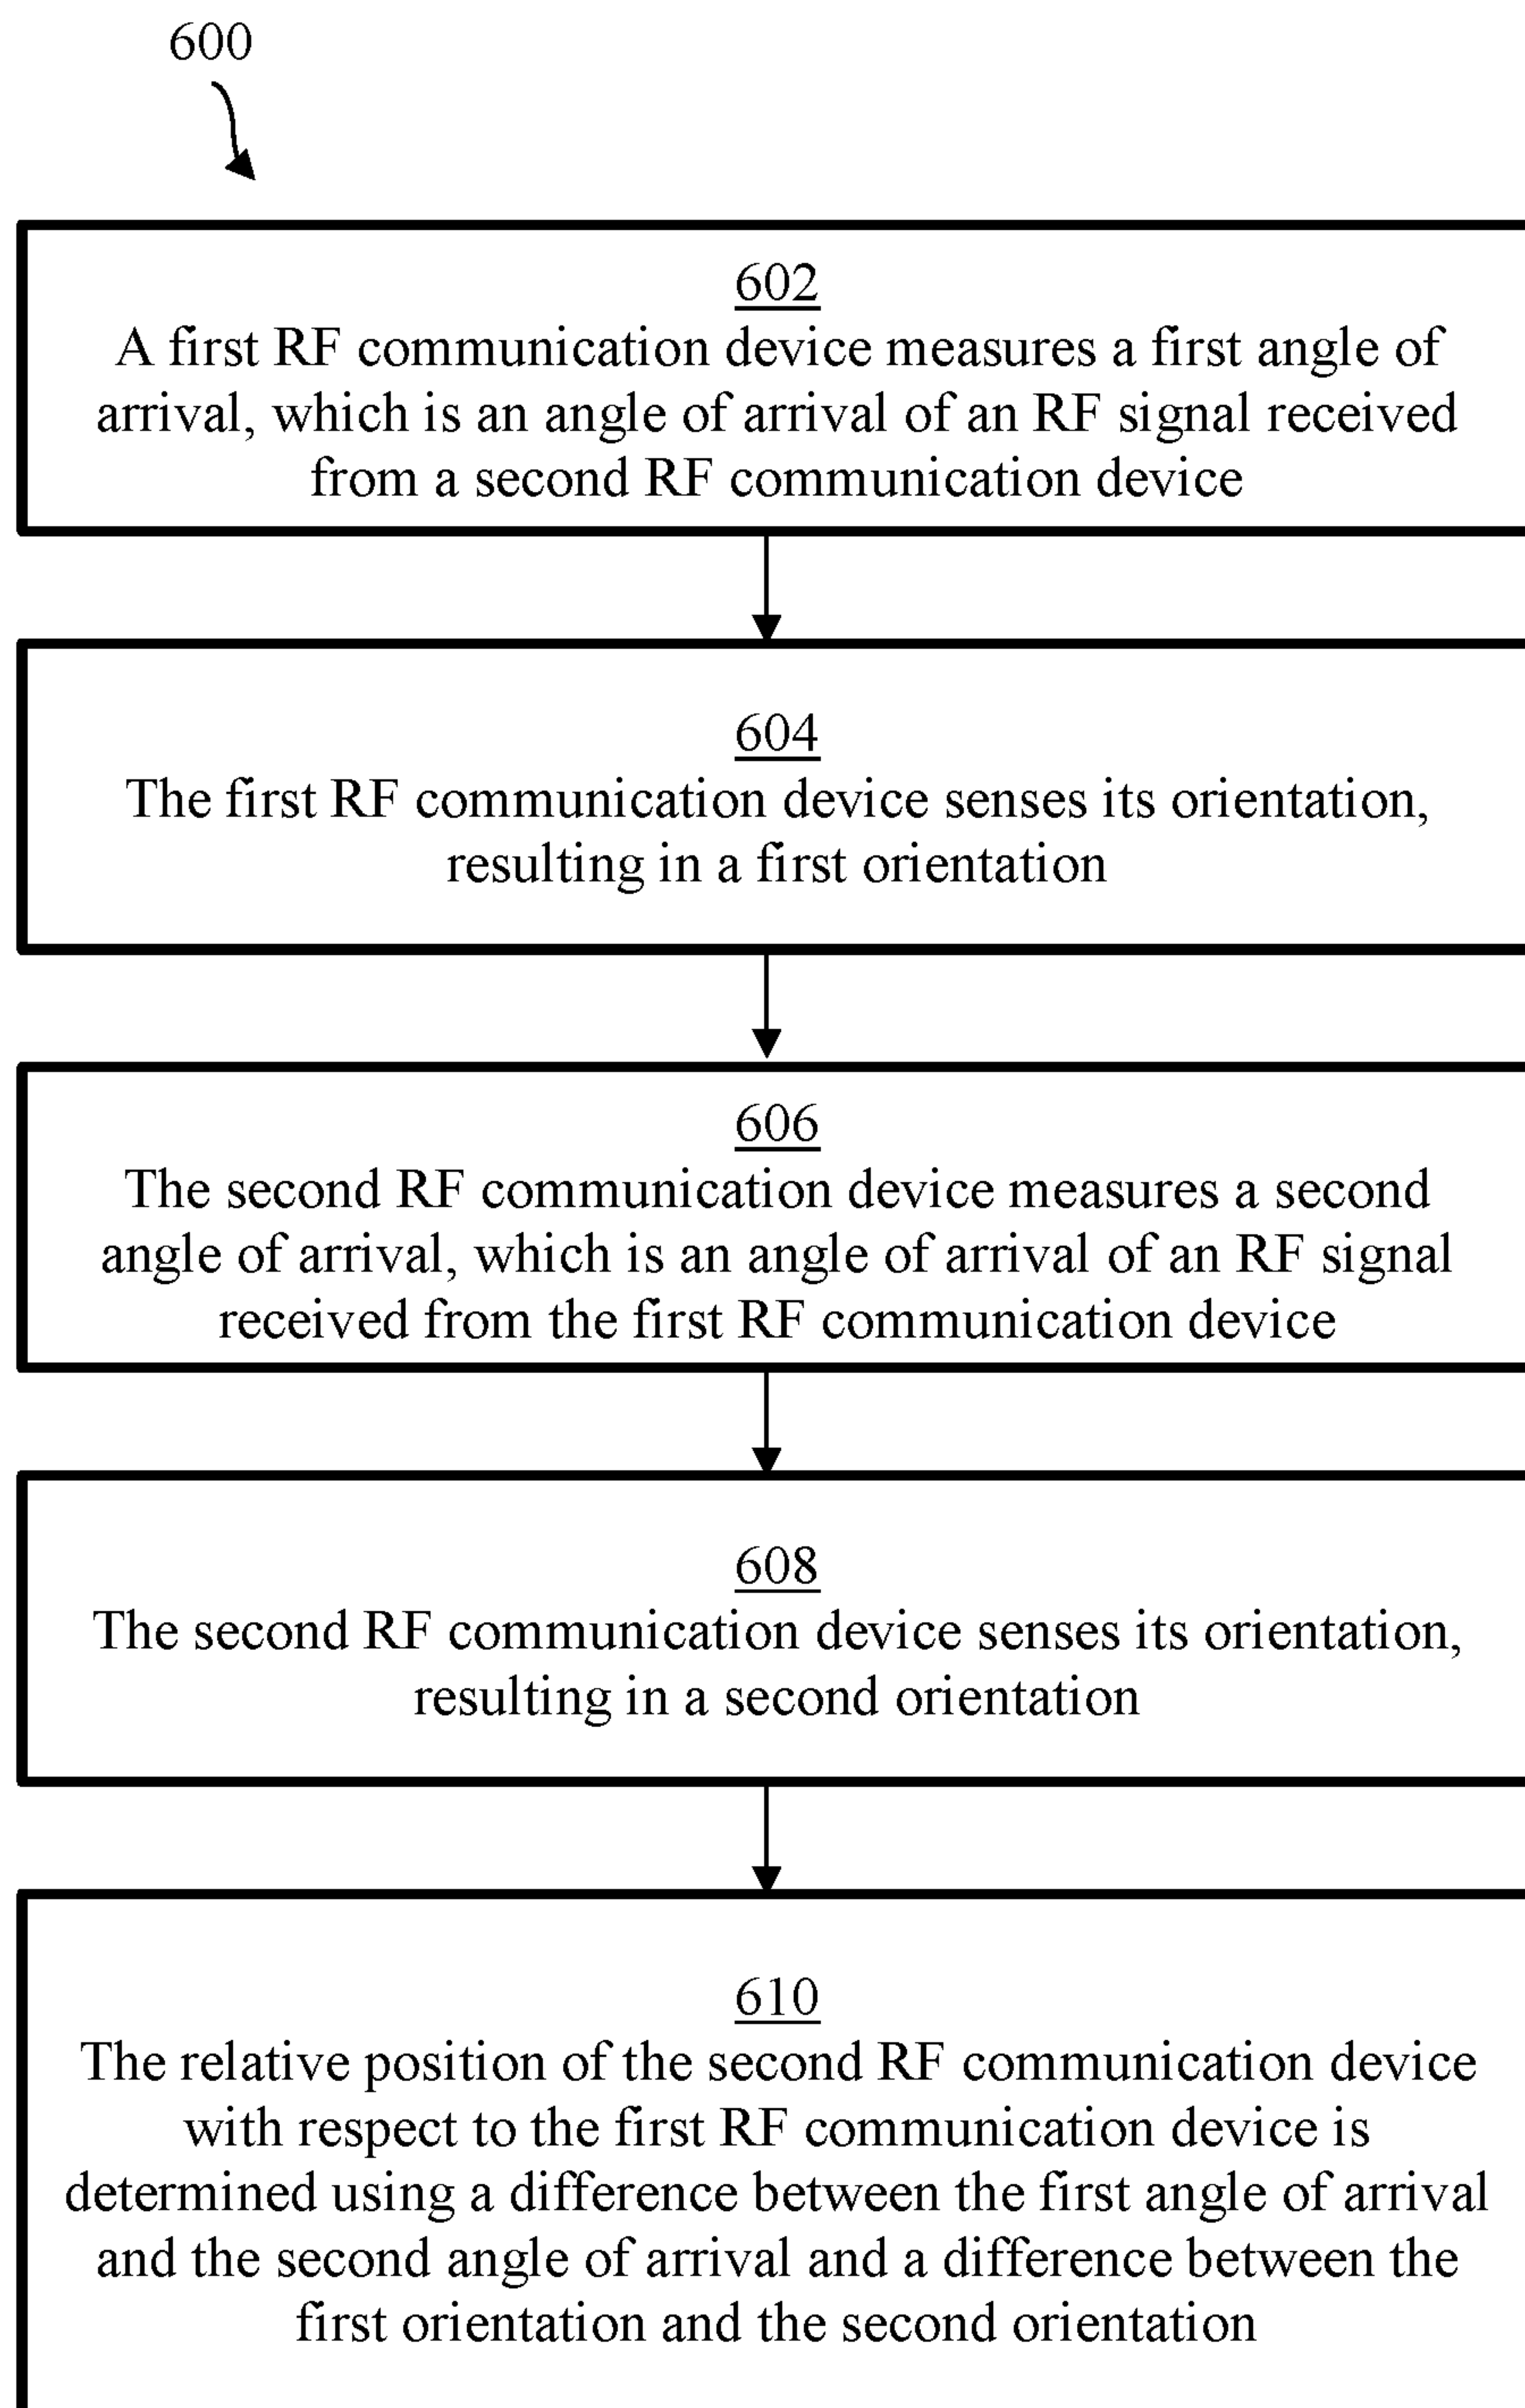 600
602
A first RF communication device measures a first angle of
arrival, which is an angle of arrival of an RF signal received
from a second RF communication device
604
The first RF communication device senses its orientation,
resulting in a first orientation
606
The second RF communication device measures a second
angle of arrival, which is an angle of arrival of an RF signal
received from the first RF communication device
608
The second RF communication device senses its orientation,
resulting in a second orientation
610
The relative position of the second RF communication device
with respect to the first RF communication device is
determined using a difference between the first angle of arrival
and the second angle of arrival and a difference between the
first orientation and the second orientation